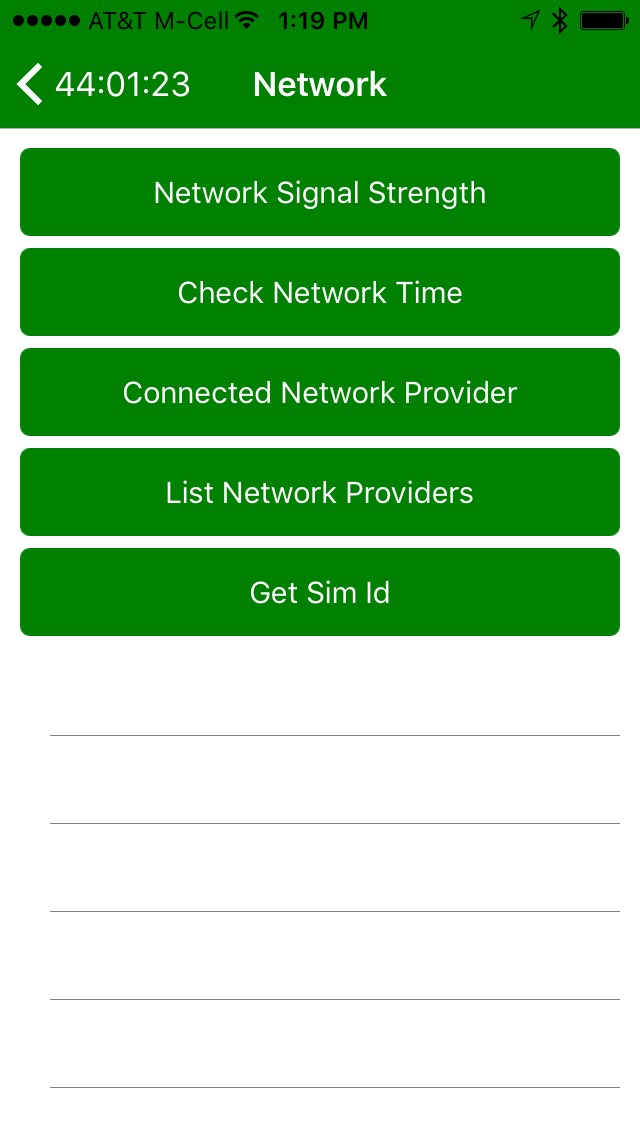 AT&T M-Cell 1:19 PM
44:01:23 Network
Network Signal Strength
Check Network Time
Connected Network Provider
List Network Providers
Get Sim Id